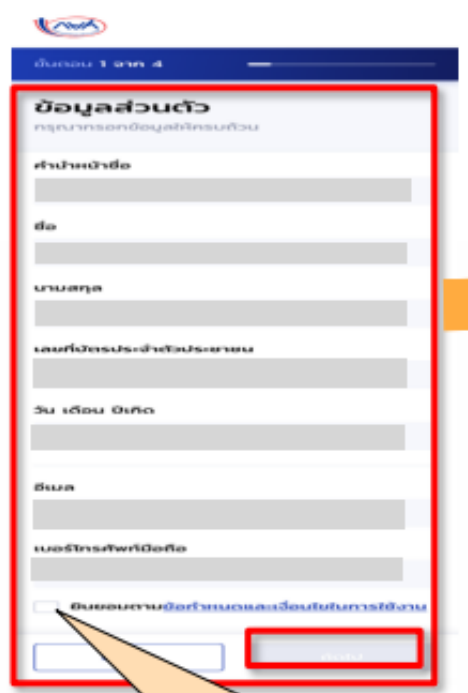 ขั้นตอน 1 จาก 4
ข้อมูลส่วนตัว
กรุณากรอกข้อมูลให้ครบถ้วน
คำนำหน้าชื่อ
ชื่อ
นามสกุล
เลขที่บัตรประจำตัวประชาชน
วัน เดือน ปีเกิด
อีเมล
เบอร์โทรศัพท์มือถือ
ยินยอมตามข้อกำหนดและเงื่อนไขในการใช้งาน
ถัดไป